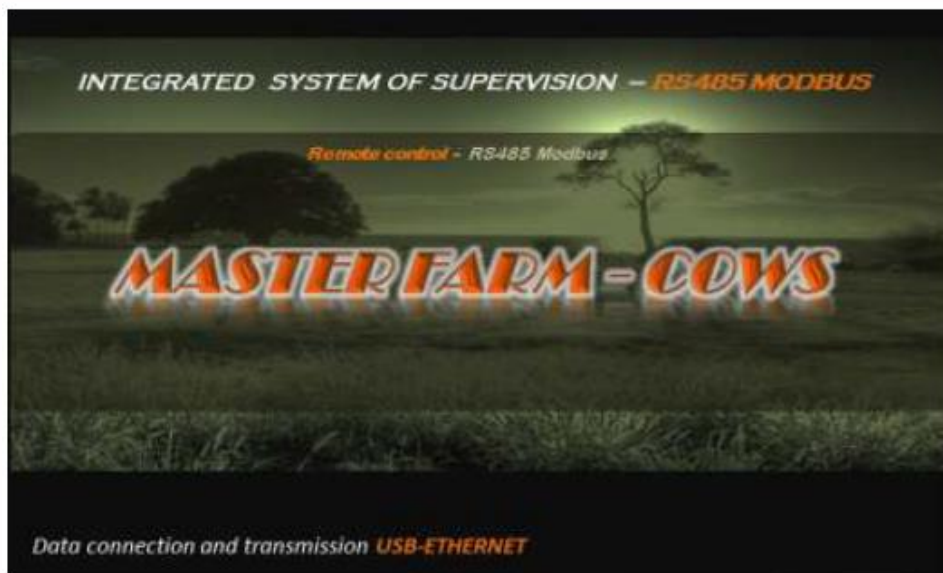 INTEGRATED SYSTEM OF SUPERVISION – RS485 MODBUS
Remote control - RS485 Modbus
MASTER FARM - COWS
Data connection and transmission USB-ETHERNET